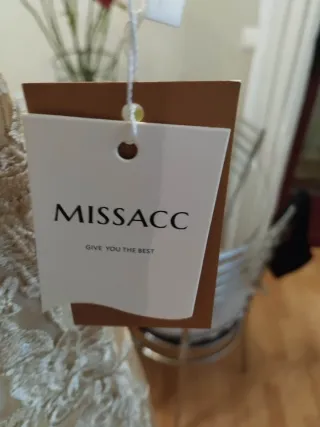 MISSACC
GIVE YOU THE BEST